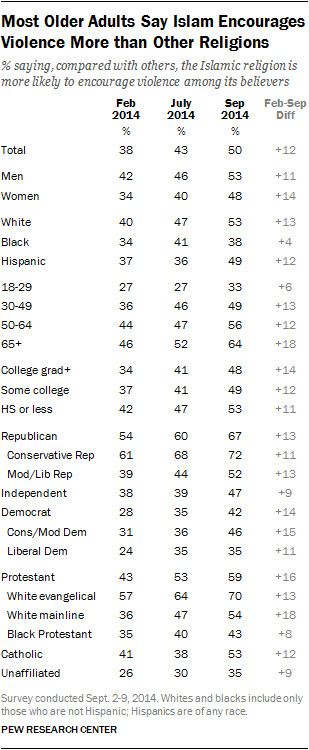 Most Older Adults Say Islam Encourages
Violence More than Other Religions
% saying, compared with others, the Islamic religion is
more likely to encourage violence among its believers
Feb July Sep Feb-Sep
2014 2014 2014 Diff
% % %
Total 38 43 50 +12
Men 42 46 53 +11
Women 34 40 48 +14
White 40 47 53 +13
Black 34 41 38 +4
Hispanic 37 36 49 +12
18-29 27 27 33 +6
30-49 36 46 49 +13
50-64 44 47 56 +12
65+ 46 52 64 +18
College grad+ 34 41 48 +14
Some college 37 41 49 +12
HS or less 42 47 53 +11
Republican 54 60 67 +13
Conservative Rep 61 68 72 +11
Mod/Lib Rep 39 44 52 +13
Independent 38 39 47 +9
Democrat 28 35 42 +14
Cons/Mod Dem 31 36 46 +15
Liberal Dem 24 35 35 +11
Protestant 43 53 59 +16
White evangelical 57 64 70 +13
White mainline 36 47 54 +18
Black Protestant 35 40 43 +8
Catholic 41 38 53 +12
Unaffiliated 26 30 35 +9
Survey conducted Sept. 2-9, 2014. Whites and blacks include only
those who are not Hispanic; Hispanics are of any race.
PEW RESEARCH CENTER